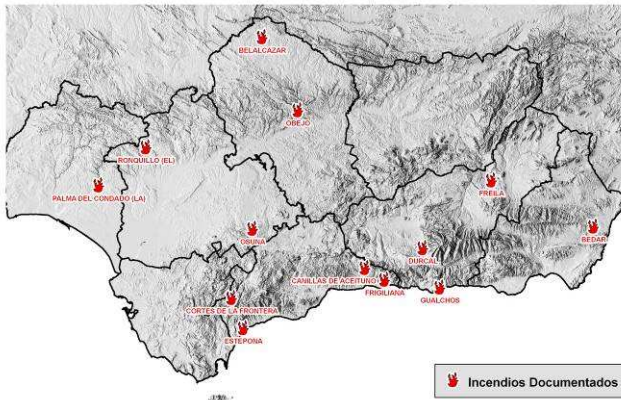 BELALCAZAR
OBEJO
RONQUILLO (EL)
PALMA DEL CONDADO (LA)
FREILA
OSUNA
BEDAR
DURCAL
CANILLAS DE ACEITUNO
FRIGILIANA
GUALCHOS
CORTES DE LA FRONTERA
ESTEPONA
Incendios Documentados